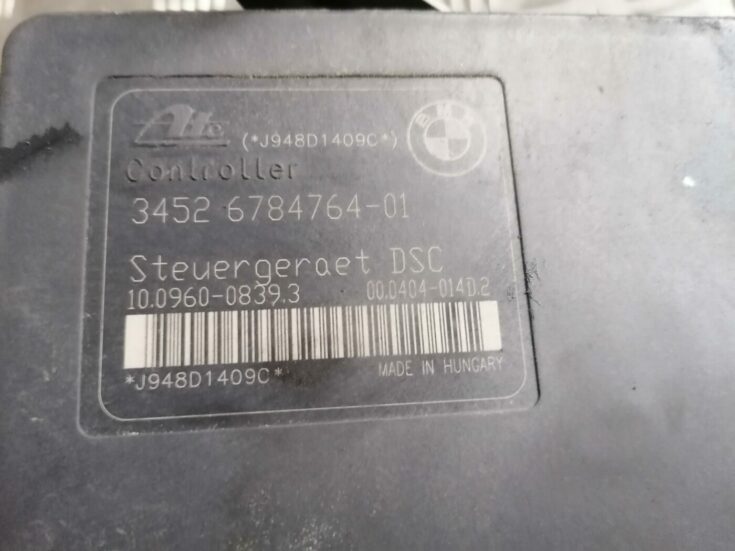 Ate (*J948D1409C*) BMW
Controller
3452 6784764-01
Steuergeraet DSC
10.0960-0839.3 00.0404-014D.2
*J948D1409C*
MADE IN HUNGARY